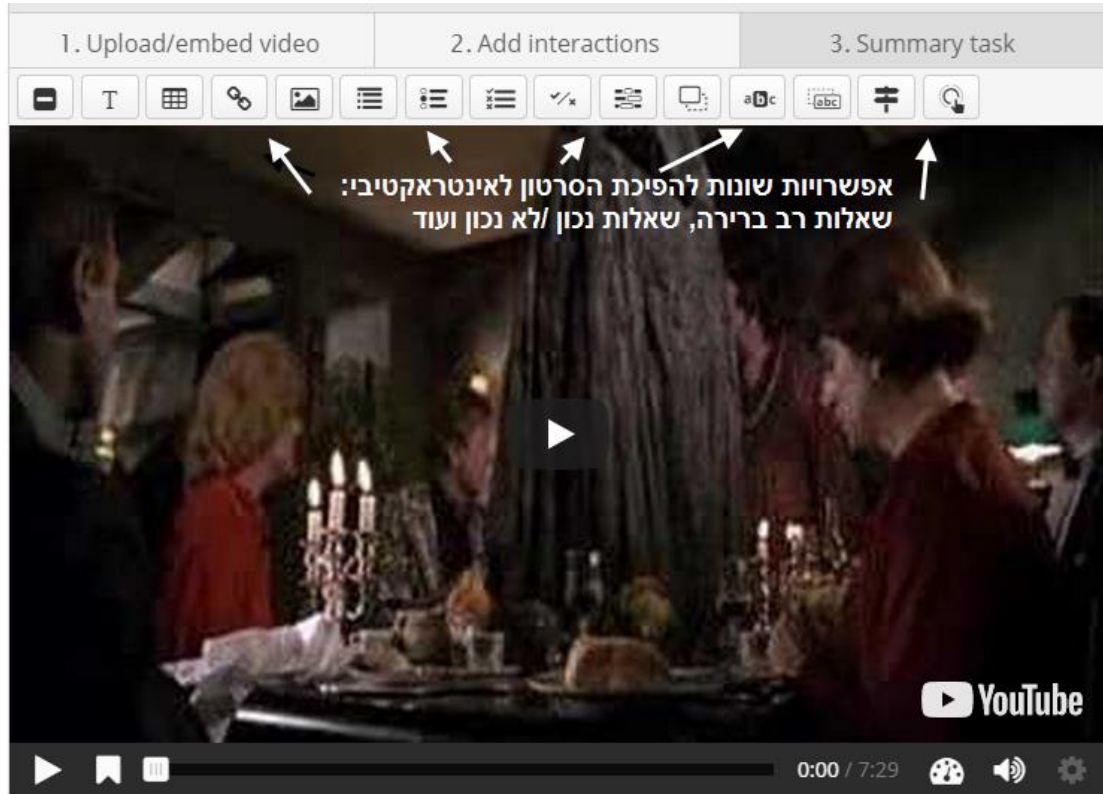 1. Upload/embed video
2. Add interactions
3. Summary task
T
abc
abc
אפשרויות שונות להפיכת הסרטון לאינטראקטיבי:
שאלות רב ברירה, שאלות נכון /לא נכון ועוד
YouTube
0:00 / 7:29